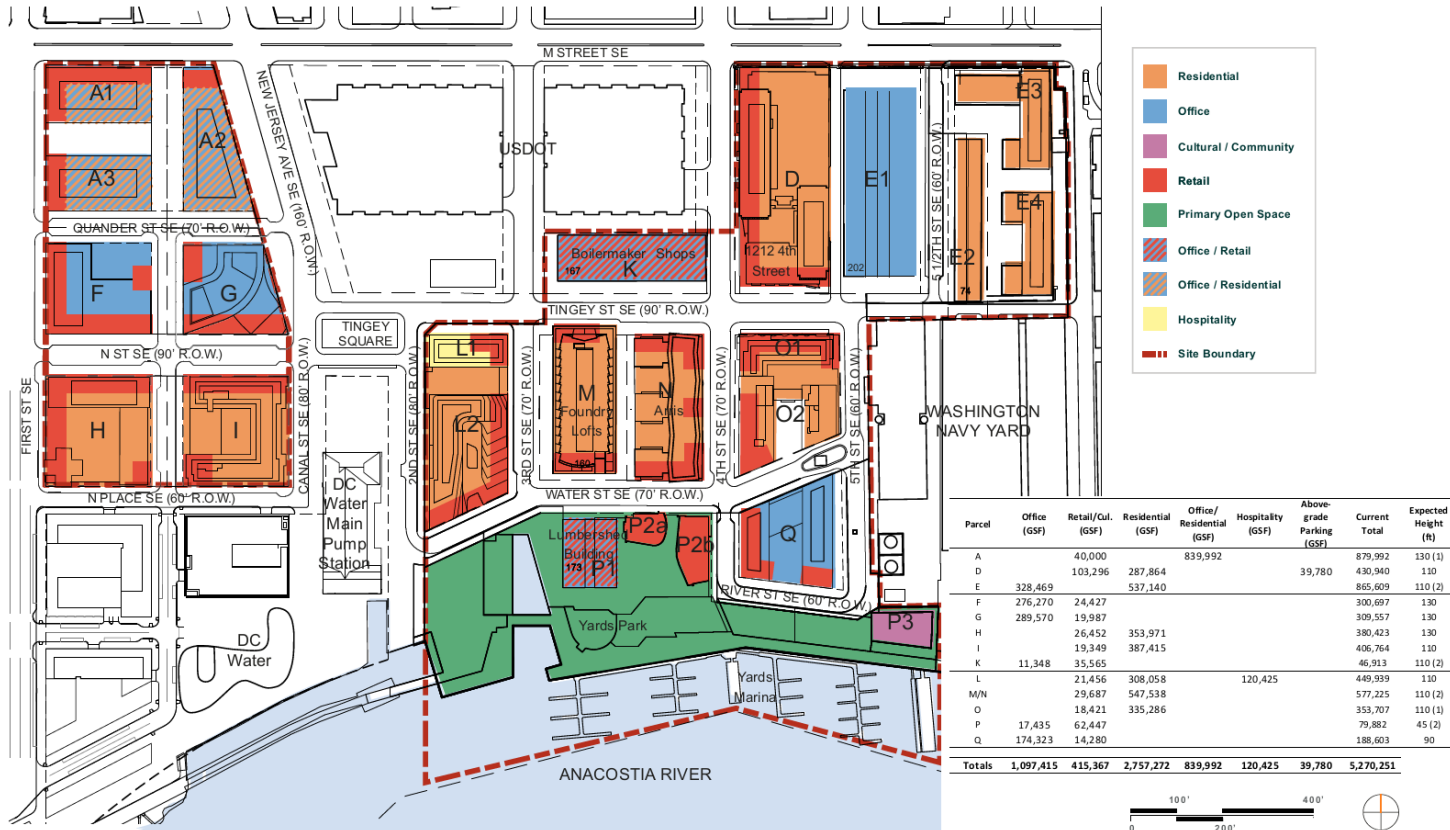 M STREET SE
A1
A2
A3
NEW JERSEY AVE SE (160' R.O.W.)
USDOT
D
E1
E3
E4
E2
5 1/2TH ST SE (60' R.O.W.)
QUANDER ST SE (70' R.O.W.)
Boilermaker Shops
K
167
1212 4th
Street
202
74
F
G
TINGEY ST SE (90' R.O.W.)
TINGEY
SQUARE
N ST SE (90' R.O.W.)
FIRST ST SE
CANAL ST SE (80' R.O.W.)
2ND ST SE (80' R.O.W.)
3RD ST SE (70' R.O.W.)
4TH ST SE (70' R.O.W.)
5TH ST SE (60' R.O.W.)
L1
L2
M
Foundry
Lofts
160
N
Arris
O1
O2
WASHINGTON
NAVY YARD
H
I
N PLACE SE (60' R.O.W.)
WATER ST SE (70' R.O.W.)
DC
Water
Main
Pump
Station
Lumbershed
Building
173
P1
P2a
P2b
Q
RIVER ST SE (60' R.O.W.)
P3
Yards Park
DC
Water
Yards
Marina
ANACOSTIA RIVER
Residential
Office
Cultural / Community
Retail
Primary Open Space
Office / Retail
Office / Residential
Hospitality
Site Boundary
Parcel Office (GSF) Retail/Cul. (GSF) Residential (GSF) Office/ Residential (GSF) Hospitality (GSF) Above-grade Parking (GSF) Current Total Expected Height (ft)
A 40,000 839,992 879,992 130 (1)
D 103,296 287,864 39,780 430,940 110
E 328,469 537,140 865,609 110 (2)
F 276,270 24,427 300,697 130
G 289,570 19,987 309,557 130
H 26,452 353,971 380,423 130
I 19,349 387,415 406,764 110
K 11,348 35,565 46,913 110 (2)
L 21,456 308,058 120,425 449,939 110
M/N 29,687 547,538 577,225 110 (2)
O 18,421 335,286 353,707 110 (1)
P 17,435 62,447 79,882 45 (2)
Q 174,323 14,280 188,603 90
Totals 1,097,415 415,367 2,757,272 839,992 120,425 39,780 5,270,251
100' 400'
0 200'